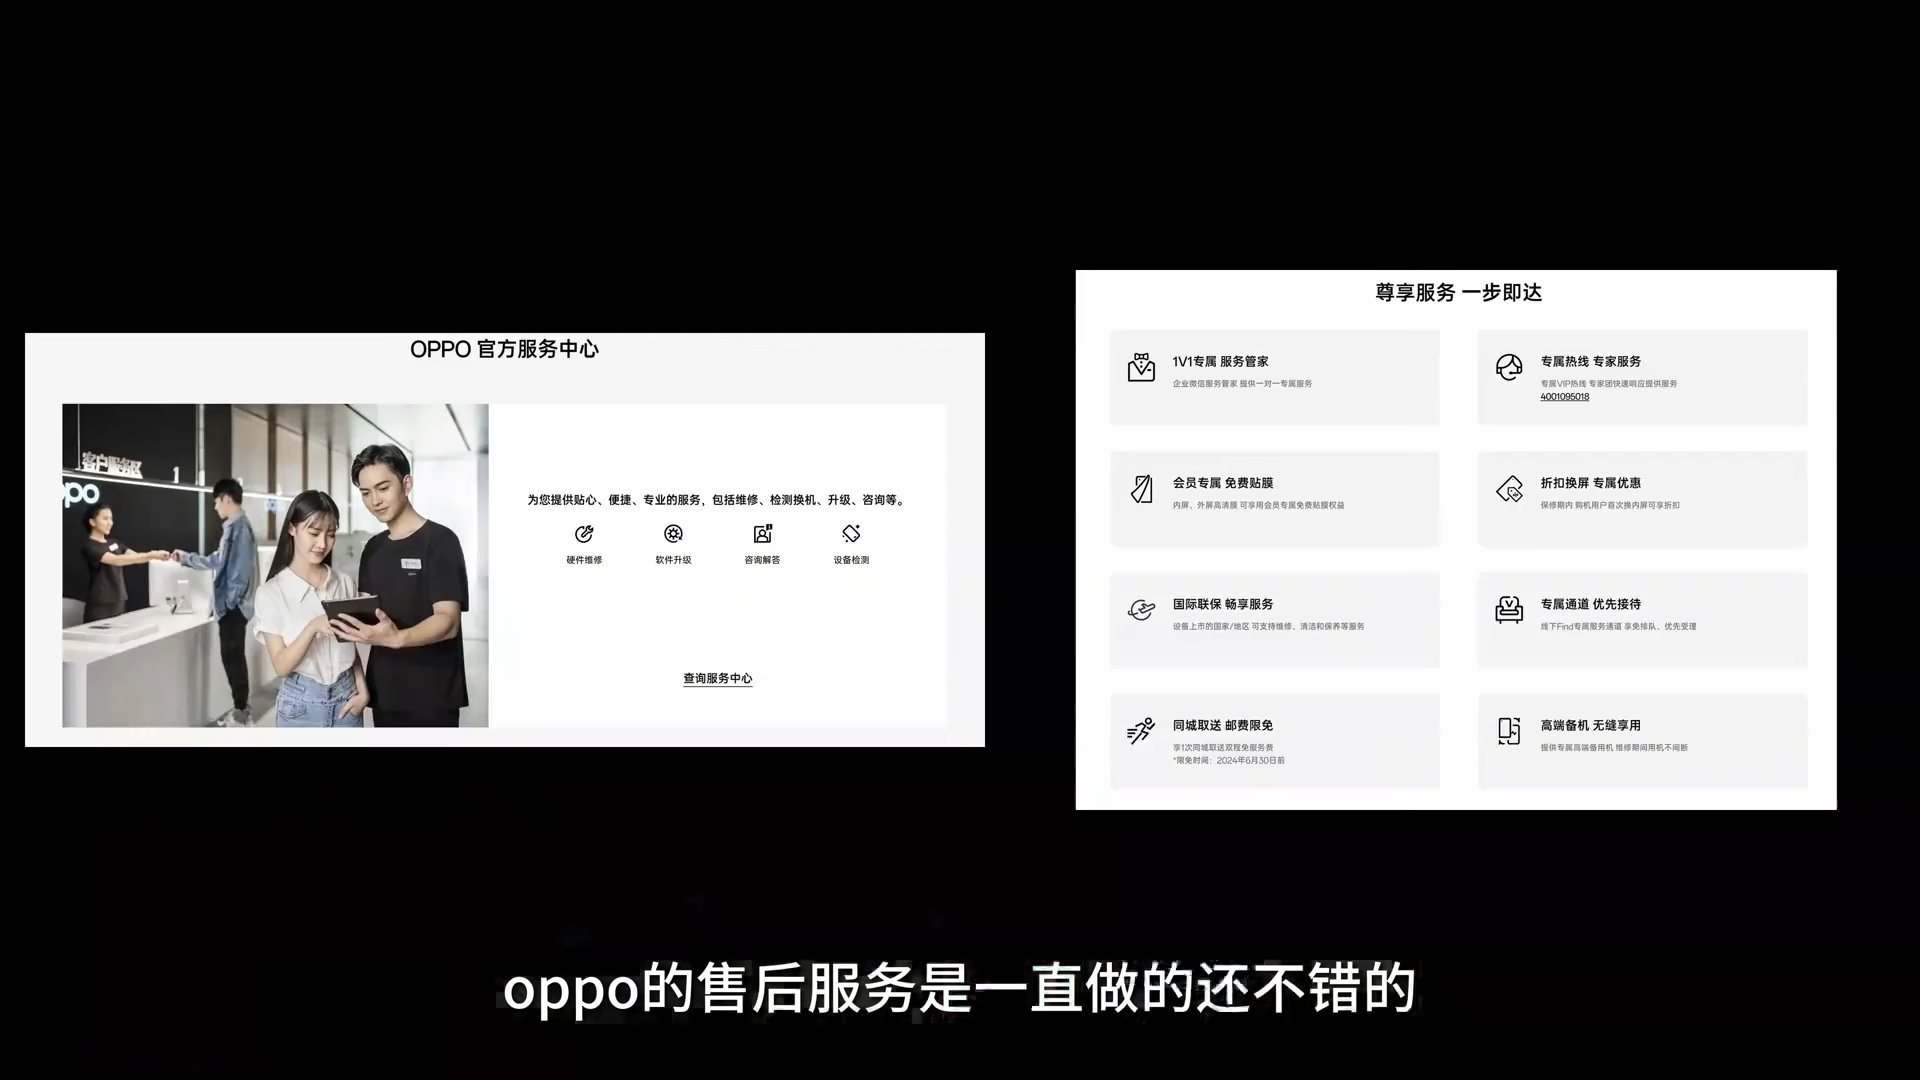 OPPO 官方服务中心
客户服务区
1
ppo
为您提供贴心、便捷、专业的服务，包括维修、检测换机、升级、咨询等。
硬件维修
软件升级
咨询解答
设备检测
查询服务中心
尊享服务 一步即达
1V1专属 服务管家
企业微信服务管家 提供一对一专属服务
专属热线 专家服务
专属VIP热线 专家团快速响应提供服务
4001095018
会员专属 免费贴膜
内屏、外屏高清膜 可享用会员专属免费贴膜权益
折扣换屏 专属优惠
保修期内 购机用户首次换内屏可享折扣
国际联保 畅享服务
设备上市的国家/地区 可支持维修、清洁和保养等服务
专属通道 优先接待
线下Find专属服务通道 享免排队、优先受理
同城取送 邮费限免
享1次同城取送双程免服务费
*限免时间：2024年6月30日前
高端备机 无缝享用
提供专属高端备用机 维修期间用机不间断
oppo的售后服务是一直做的还不错的